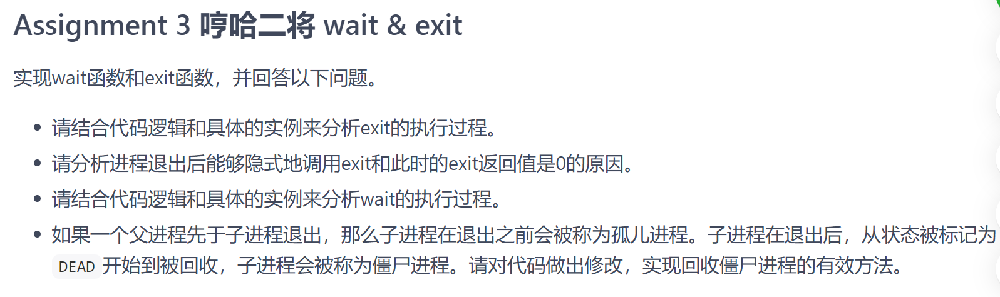 Assignment 3 哼哈二将 wait & exit
实现wait函数和exit函数，并回答以下问题。
请结合代码逻辑和具体的实例来分析exit的执行过程。
请分析进程退出后能够隐式地调用exit和此时的exit返回值是0的原因。
请结合代码逻辑和具体的实例来分析wait的执行过程。
如果一个父进程先于子进程退出，那么子进程在退出之前会被称为孤儿进程。子进程在退出后，从状态被标记为
DEAD开始到被回收，子进程会被称为僵尸进程。请对代码做出修改，实现回收僵尸进程的有效方法。